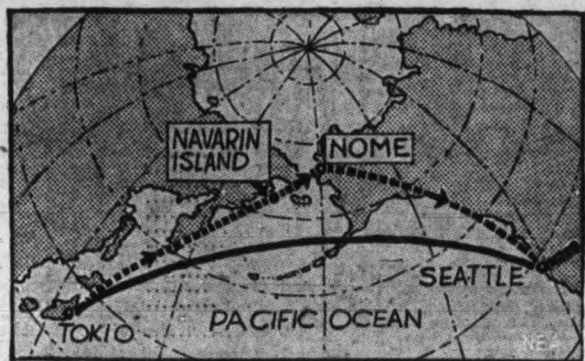 NAVARIN
ISLAND
NOME
SEATTLE
TOKIO
PACIFIC OCEAN
NEA